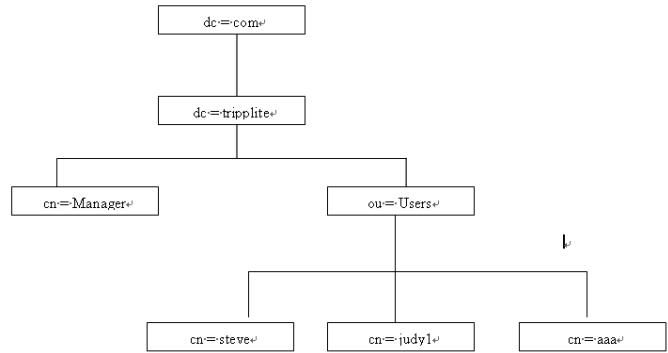 dc = com
dc = tripplite
cn = Manager
ou = Users
cn = steve
cn = judy1
cn = aaa